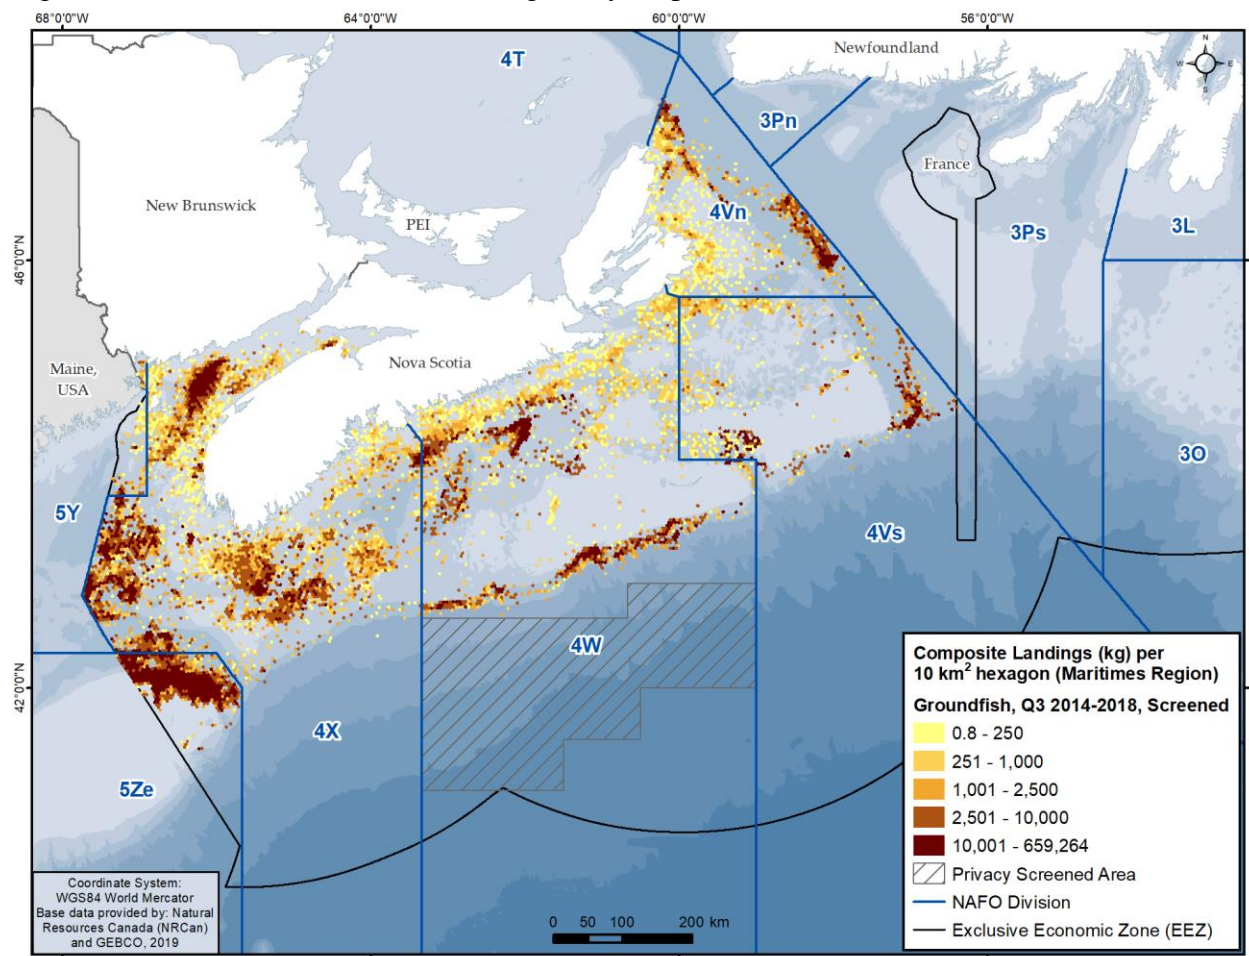 68°0'0"W 64°0'0"W 60°0'0"W 56°0'0"W
Newfoundland
N
W E
S
4T
3Pn
France
New Brunswick
PEI
4Vn
3Ps
3L
46°0'0"N
Nova Scotia
Maine,
USA
3O
5Y
4Vs
4W
42°0'0"N
4X
5Ze
Composite Landings (kg) per
10 km² hexagon (Maritimes Region)
Groundfish, Q3 2014-2018, Screened
0.8 - 250
251 - 1,000
1,001 - 2,500
2,501 - 10,000
10,001 - 659,264
Privacy Screened Area
NAFO Division
Exclusive Economic Zone (EEZ)
Coordinate System:
WGS84 World Mercator
Base data provided by: Natural
Resources Canada (NRCan)
and GEBCO, 2019
0 50 100 200 km